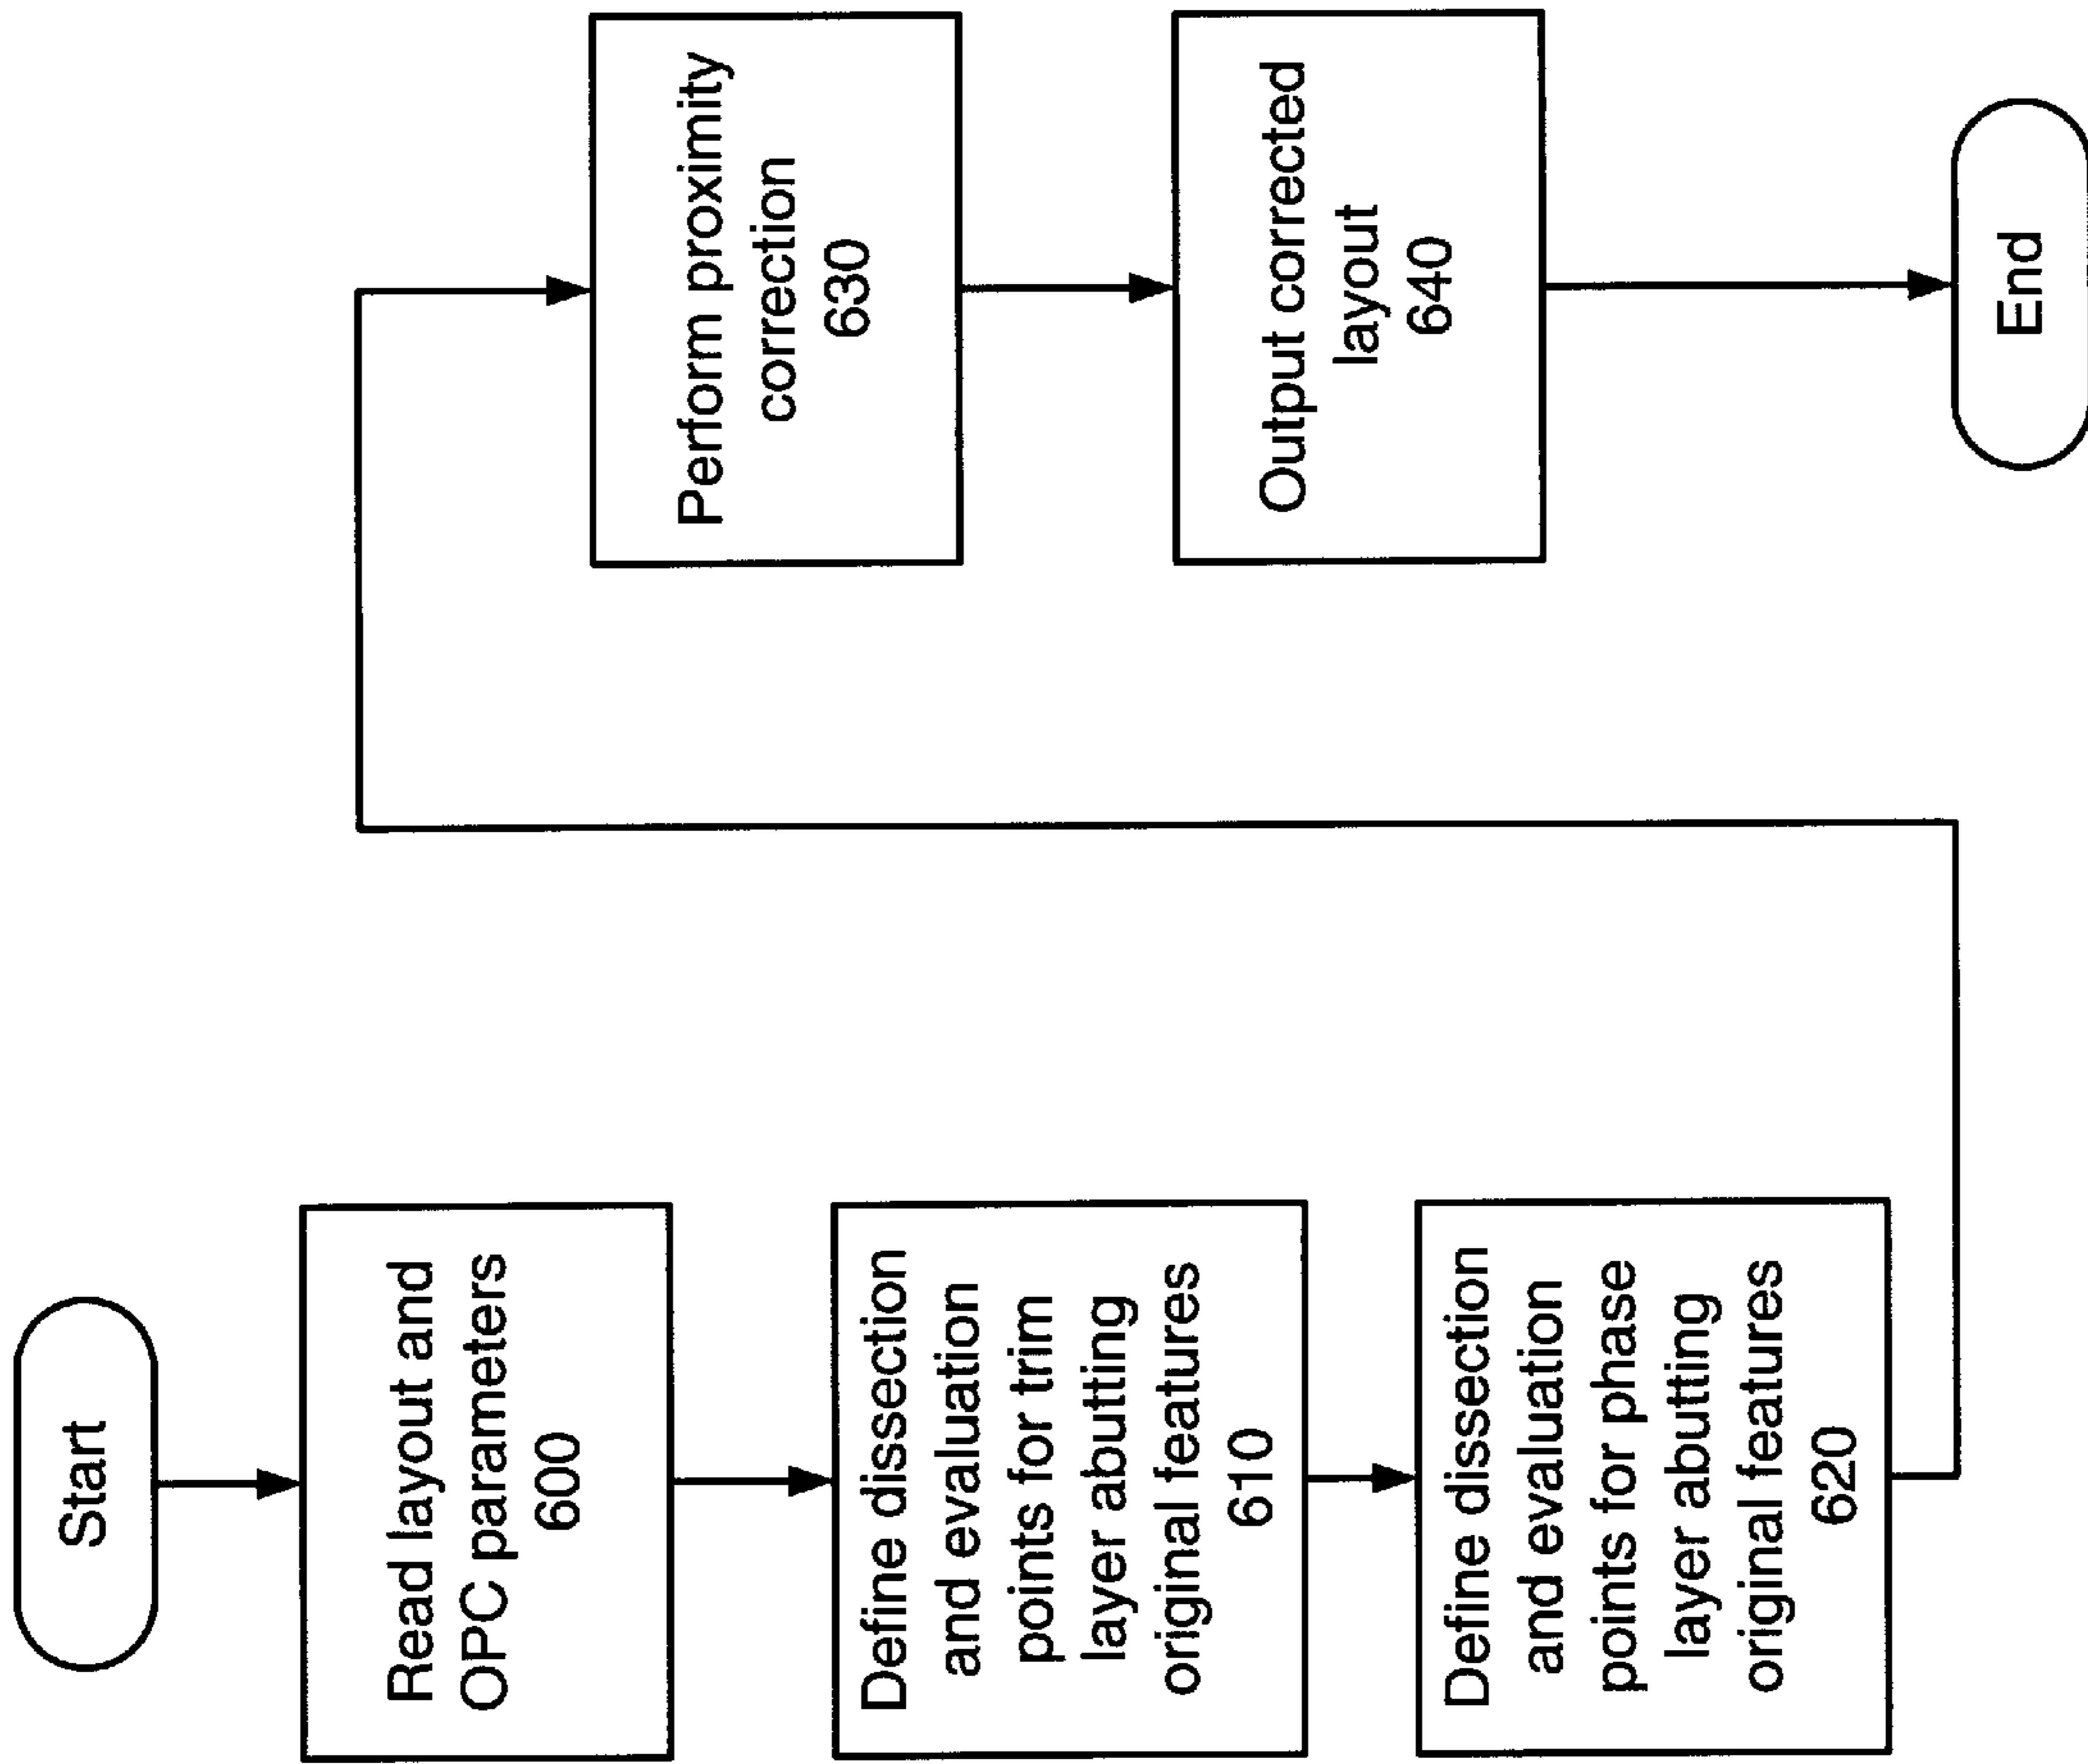 Start
Read layout and
OPC parameters
600
Define dissection
and evaluation
points for trim
layer abutting
original features
610
Define dissection
and evaluation
points for phase
layer abutting
original features
620
Perform proximity
correction
630
Output corrected
layout
640
End